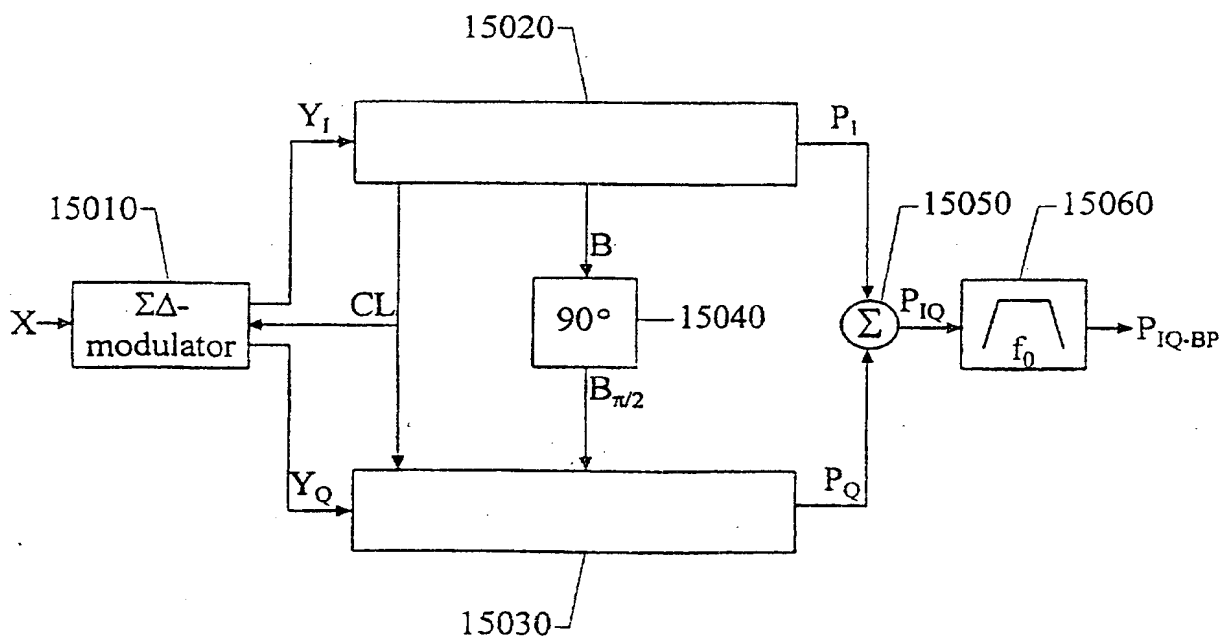 15020
Y_I
P_I
15010
15050
15060
B
X
ΣΔ-
modulator
CL
90°
15040
Σ
P_IQ
f_0
P_IQ-BP
B_π/2
Y_Q
P_Q
15030